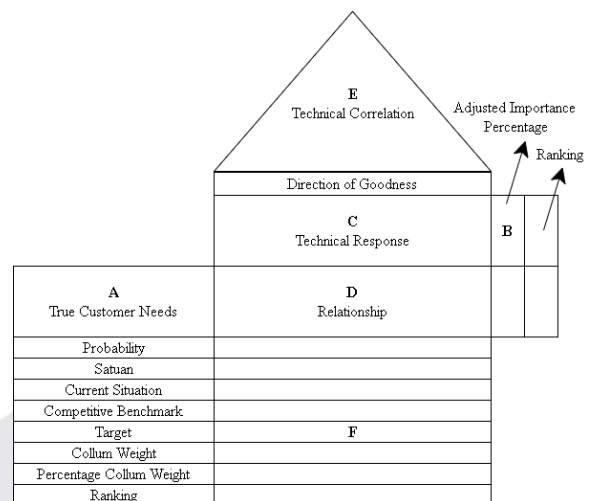 E
Technical Correlation
Adjusted Importance
Percentage
Ranking
Direction of Goodness
C
Technical Response
B
A
True Customer Needs
D
Relationship
Probability
Satuan
Current Situation
Competitive Benchmark
Target
F
Collum Weight
Percentage Collum Weight
Ranking